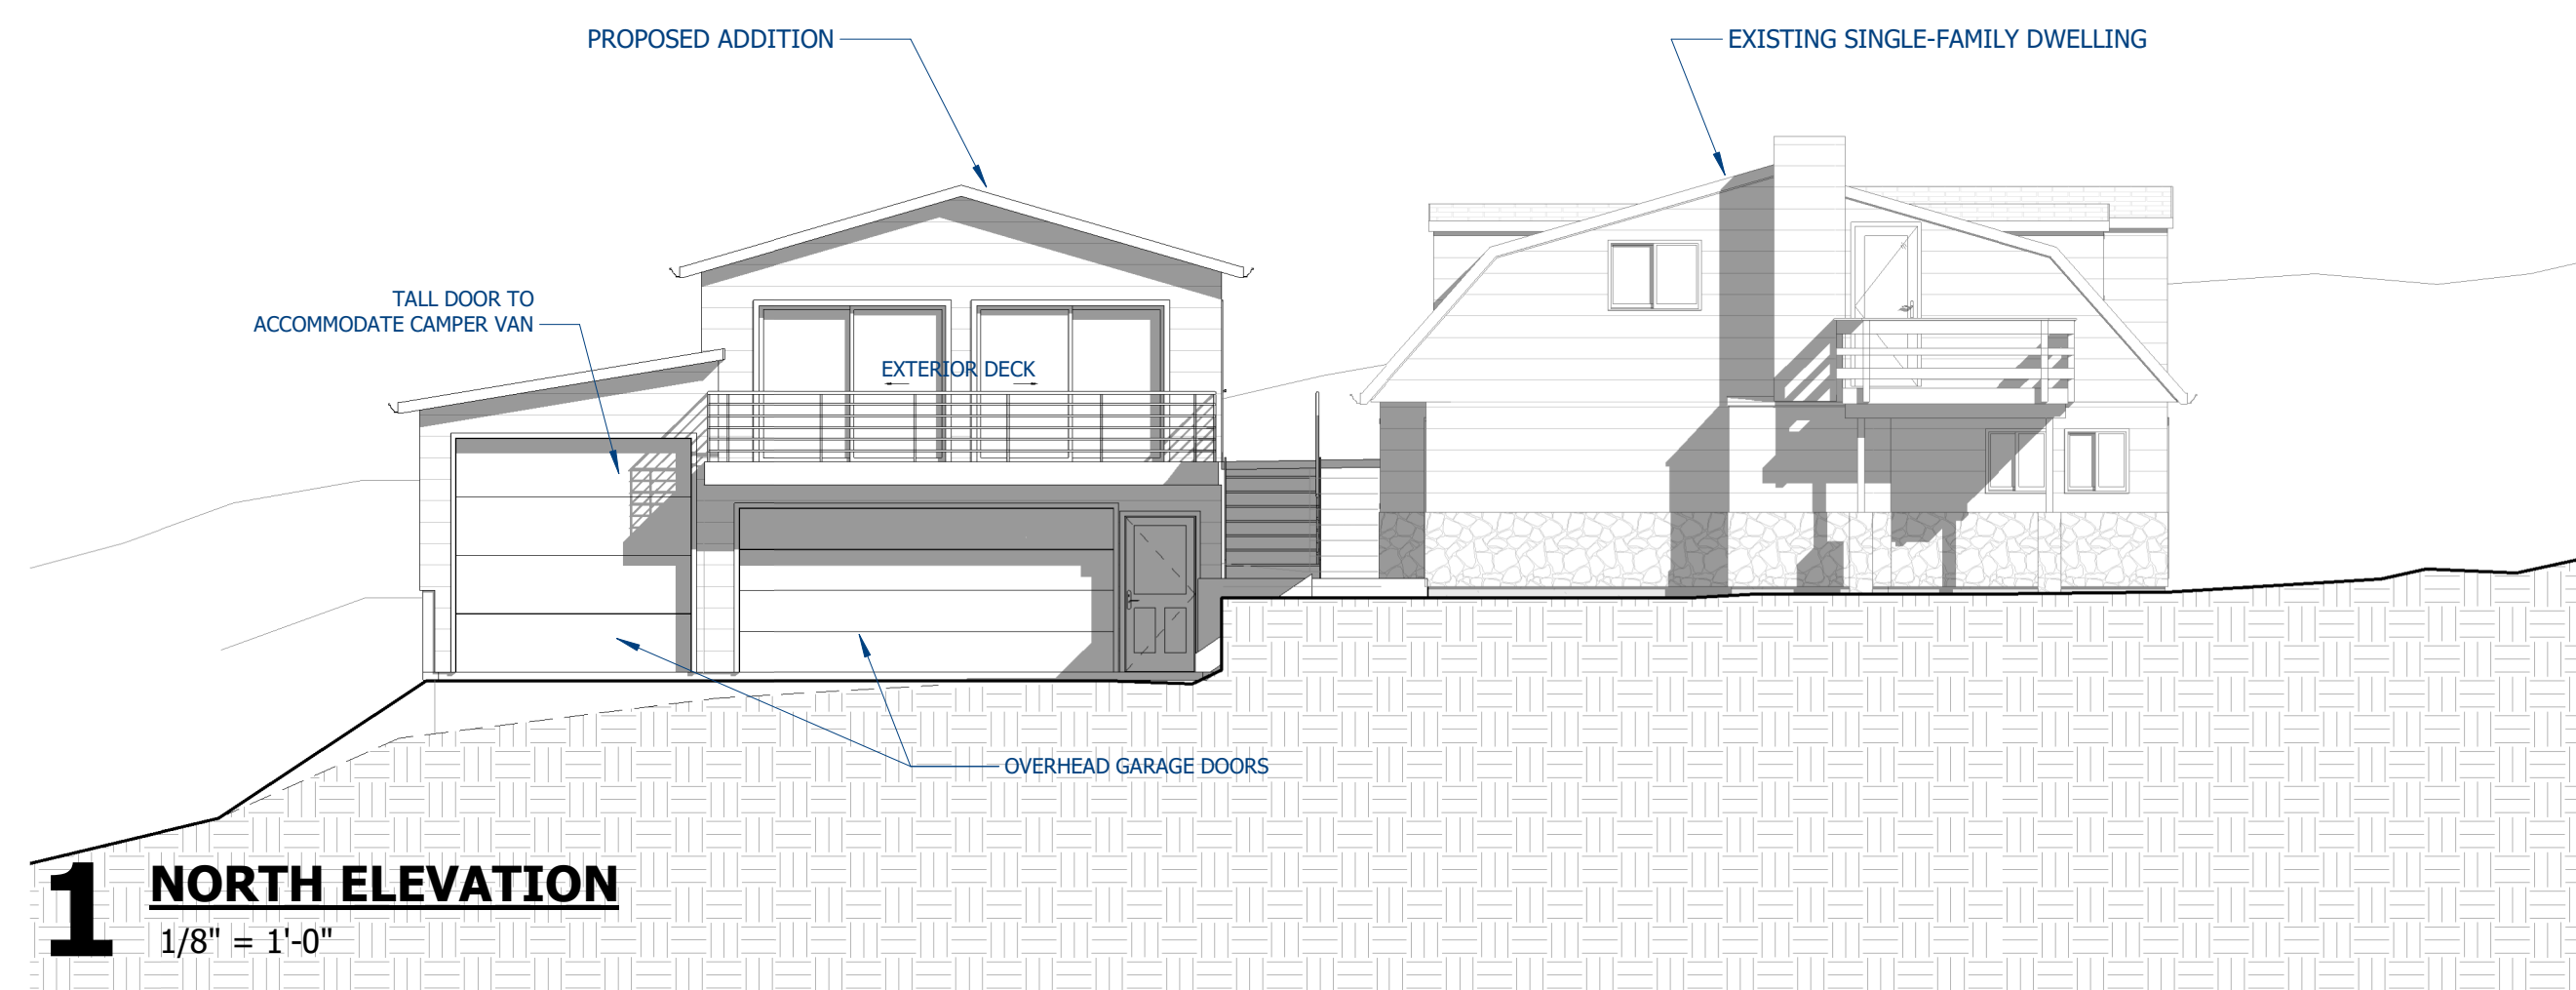 PROPOSED ADDITION
EXISTING SINGLE-FAMILY DWELLING
TALL DOOR TO
ACCOMMODATE CAMPER VAN
EXTERIOR DECK
OVERHEAD GARAGE DOORS
1 NORTH ELEVATION
1/8" = 1'-0"